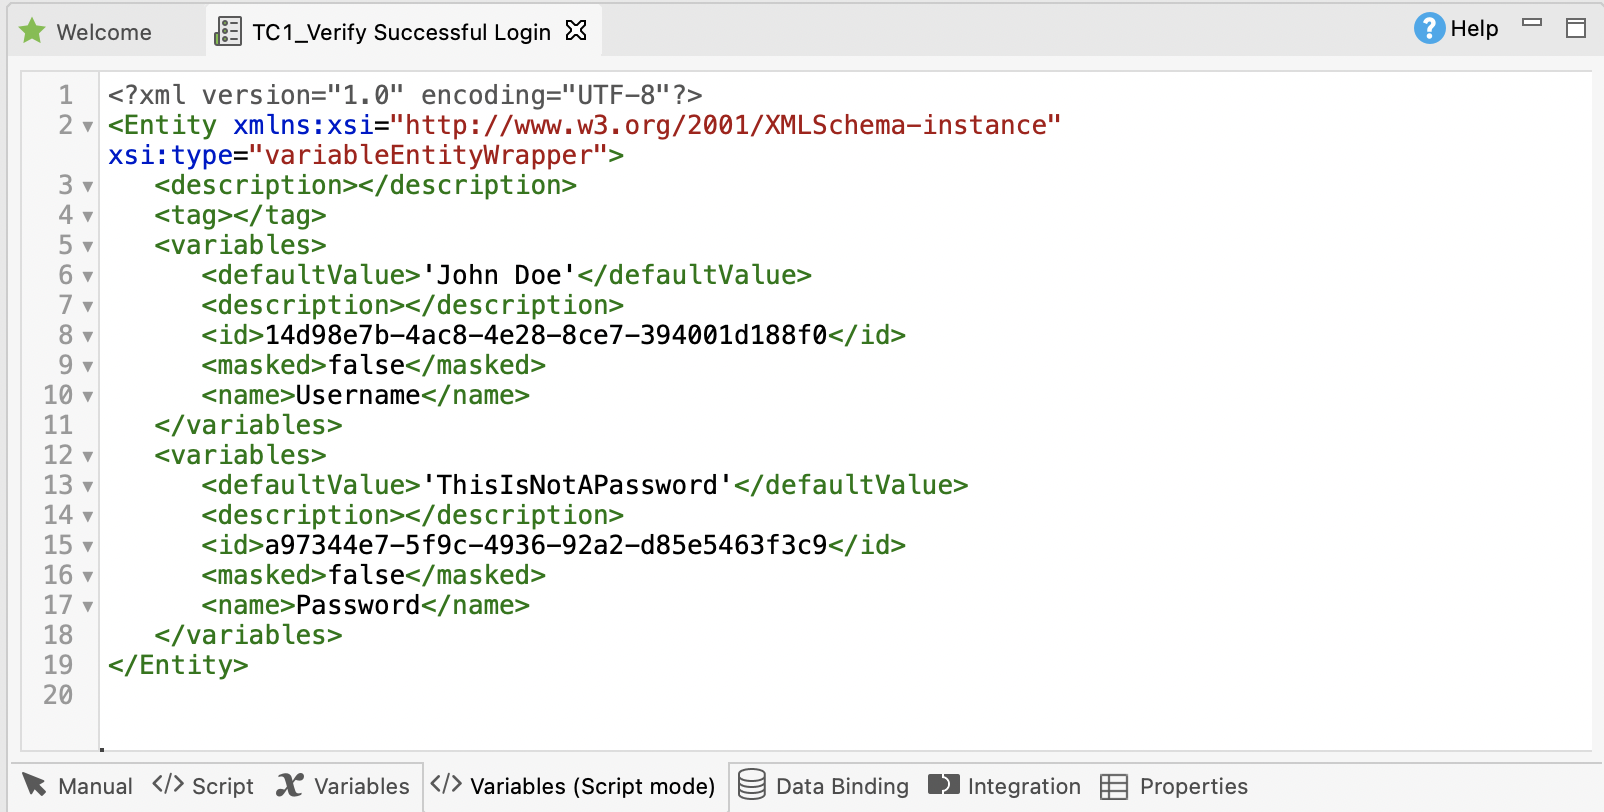 Welcome
TC1_Verify Successful Login
Help
1 <?xml version="1.0" encoding="UTF-8"?>
2 <Entity xmlns:xsi="http://www.w3.org/2001/XMLSchema-instance"
xsi:type="variableEntityWrapper">
3 <description></description>
4 <tag></tag>
5 <variables>
6 <defaultValue>'John Doe'</defaultValue>
7 <description></description>
8 <id>14d98e7b-4ac8-4e28-8ce7-394001d188f0</id>
9 <masked>false</masked>
10 <name>Username</name>
11 </variables>
12 <variables>
13 <defaultValue>'ThisIsNotAPassword'</defaultValue>
14 <description></description>
15 <id>a97344e7-5f9c-4936-92a2-d85e5463f3c9</id>
16 <masked>false</masked>
17 <name>Password</name>
18 </variables>
19 </Entity>
20
Manual </> Script Variables </> Variables (Script mode) Data Binding Integration Properties